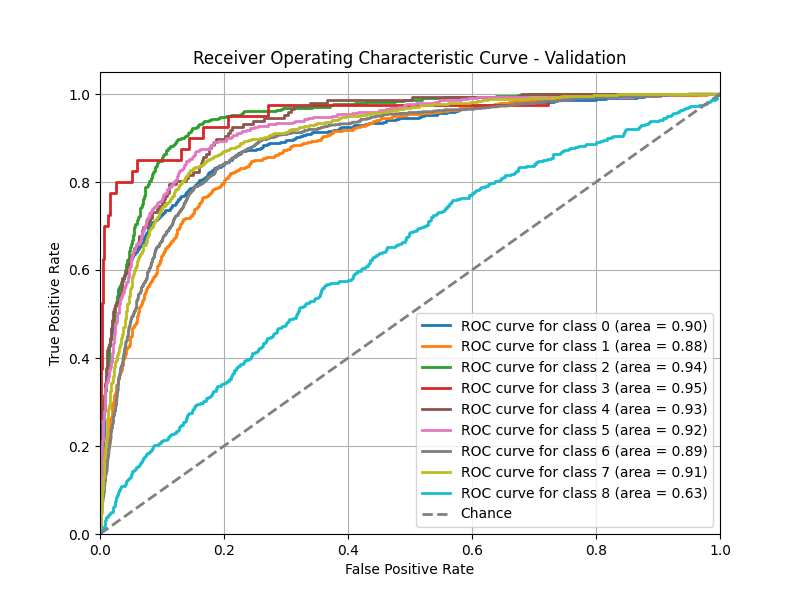 Receiver Operating Characteristic Curve - Validation
True Positive Rate
1.0
0.8
0.6
0.4
0.2
0.0
ROC curve for class 0 (area = 0.90)
ROC curve for class 1 (area = 0.88)
ROC curve for class 2 (area = 0.94)
ROC curve for class 3 (area = 0.95)
ROC curve for class 4 (area = 0.93)
ROC curve for class 5 (area = 0.92)
ROC curve for class 6 (area = 0.89)
ROC curve for class 7 (area = 0.91)
ROC curve for class 8 (area = 0.63)
Chance
0.0 0.2 0.4 0.6 0.8 1.0
False Positive Rate